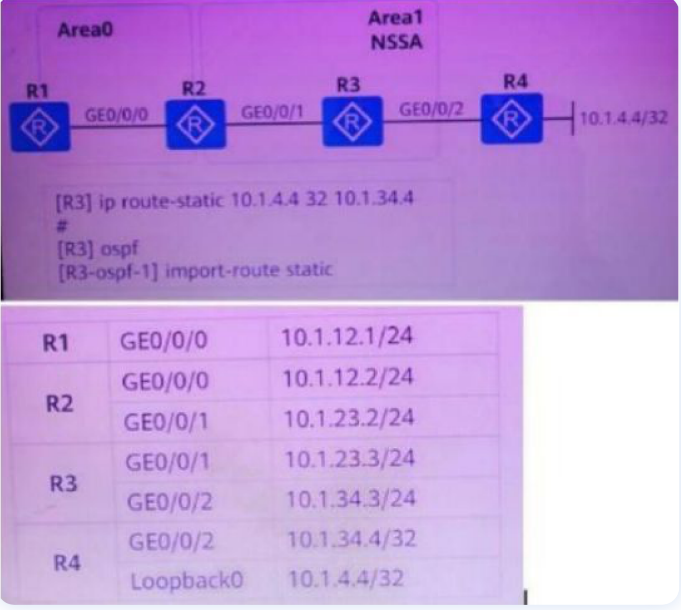 Area0
Area1
NSSA
R1
R2
R3
R4
GE0/0/0
GE0/0/1
GE0/0/2
10.1.4.4/32
[R3] ip route-static 10.1.4.4 32 10.1.34.4
#
[R3] ospf
[R3-ospf-1] import-route static
R1 GE0/0/0 10.1.12.1/24
R2 GE0/0/0 10.1.12.2/24
GE0/0/1 10.1.23.2/24
R3 GE0/0/1 10.1.23.3/24
GE0/0/2 10.1.34.3/24
R4 GE0/0/2 10.1.34.4/32
Loopback0 10.1.4.4/32